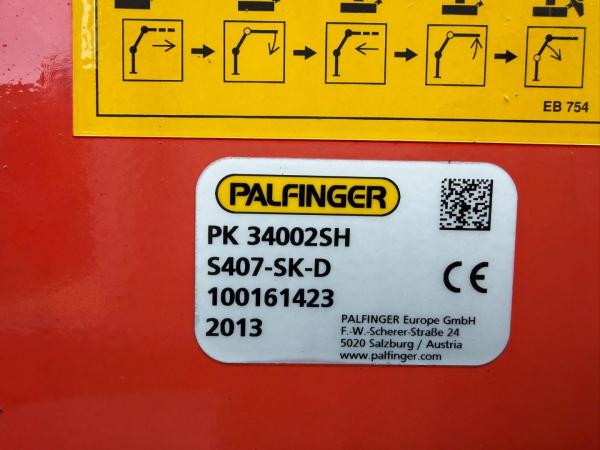 EB 754
PALFINGER
PK 34002SH
S407-SK-D
100161423
2013
CE
PALFINGER Europe GmbH
F.-W.-Scherer-Straße 24
5020 Salzburg / Austria
www.palfinger.com